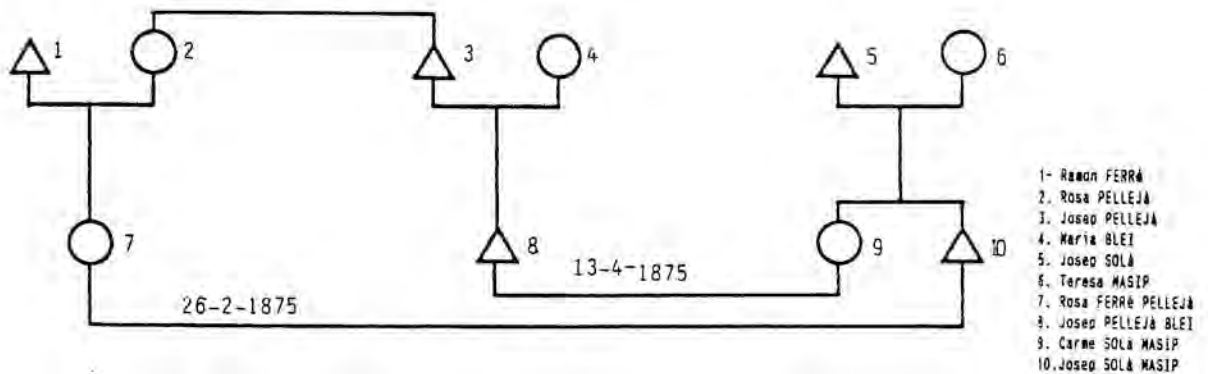 1
2
3
4
5
6
7
8
9
10
13-4-1875
26-2-1875
1- Ramon FERRÀ
2. Rosa PELLEJÀ
3. Josep PELLEJÀ
4. Maria BLEI
5. Josep SOLÀ
6. Teresa MASIP
7. Rosa FERRÀ PELLEJÀ
8. Josep PELLEJÀ BLEI
9. Carme SOLÀ MASIP
10. Josep SOLÀ MASIP